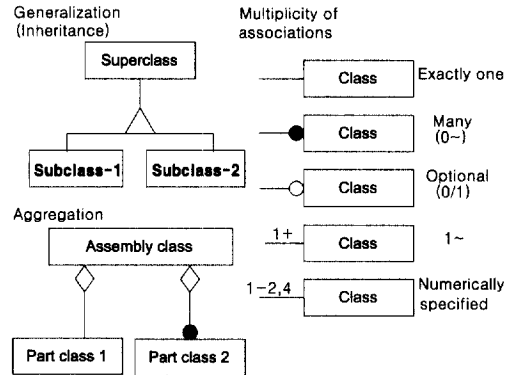 Generalization
(Inheritance)
Superclass
Subclass-1
Subclass-2
Aggregation
Assembly class
Part class 1
Part class 2
Multiplicity of
associations
Class
Exactly one
Class
Many
(0~)
Class
Optional
(0/1)
1+
Class
1~
1-2,4
Class
Numerically
specified